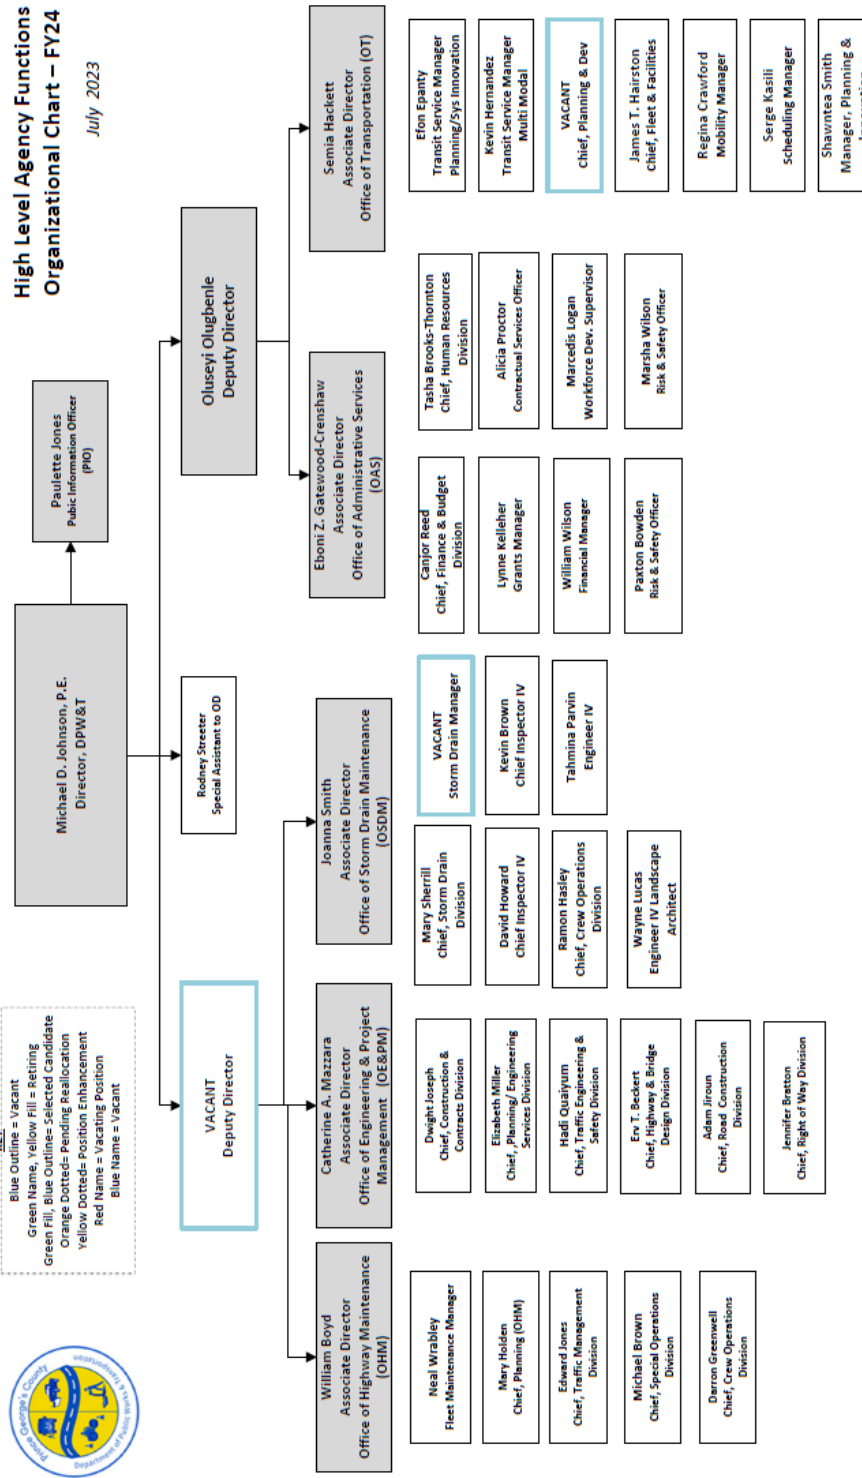 High Level Agency Functions
Organizational Chart – FY24
July 2023
Prince George's County
Department of Public Works & Transportation
Blue Outline = Vacant
Green Name, Yellow Fill = Retiring
Green Fill, Blue Outline= Selected Candidate
Orange Dotted= Pending Reallocation
Yellow Dotted= Position Enhancement
Red Name = Vacating Position
Blue Name = Vacant
Michael D. Johnson, P.E.
Director, DPW&T
Paulette Jones
Pubic Information Officer
(PIO)
Rodney Streeter
Special Assistant to OD
VACANT
Deputy Director
Oluseyi Olugbenle
Deputy Director
William Boyd
Associate Director
Office of Highway Maintenance
(OHM)
Catherine A. Mazzara
Associate Director
Office of Engineering & Project
Management (OE&PM)
Joanna Smith
Associate Director
Office of Storm Drain Maintenance
(OSDM)
Eboni Z. Gatewood-Crenshaw
Associate Director
Office of Administrative Services
(OAS)
Semia Hackett
Associate Director
Office of Transportation (OT)
Neal Wrabley
Fleet Maintenance Manager
Mary Holden
Chief, Planning (OHM)
Edward Jones
Chief, Traffic Management
Division
Michael Brown
Chief, Special Operations
Division
Darron Greenwell
Chief, Crew Operations
Division
Dwight Joseph
Chief, Construction &
Contracts Division
Elizabeth Miller
Chief, ,Planning/ Engineering
Services Division
Hadi Quaiyum
Chief, Traffic Engineering &
Safety Division
Erv T. Beckert
Chief, Highway & Bridge
Design Division
Adam Jiroun
Chief, Road Construction
Division
Jennifer Bratton
Chief, Right of Way Division
Mary Sherrill
Chief, Storm Drain
Division
David Howard
Chief Inspector IV
Ramon Hasley
Chief, Crew Operations
Division
Wayne Lucas
Engineer IV Landscape
Architect
VACANT
Storm Drain Manager
Kevin Brown
Chief Inspector IV
Tahmina Parvin
Engineer IV
Canjor Reed
Chief, Finance & Budget
Division
Lynne Kelleher
Grants Manager
William Wilson
Financial Manager
Paxton Bowden
Risk & Safety Officer
Tasha Brooks-Thornton
Chief, Human Resources
Division
Alicia Proctor
Contractual Services Officer
Marcedis Logan
Workforce Dev. Supervisor
Marsha Wilson
Risk & Safety Officer
Efon Epanty
Transit Service Manager
Planning/Sys Innovation
Kevin Hernandez
Transit Service Manager
Multi Modal
VACANT
Chief, Planning & Dev
James T. Hairston
Chief, Fleet & Facilities
Regina Crawford
Mobility Manager
Serge Kasili
Scheduling Manager
Shawntea Smith
Manager, Planning &